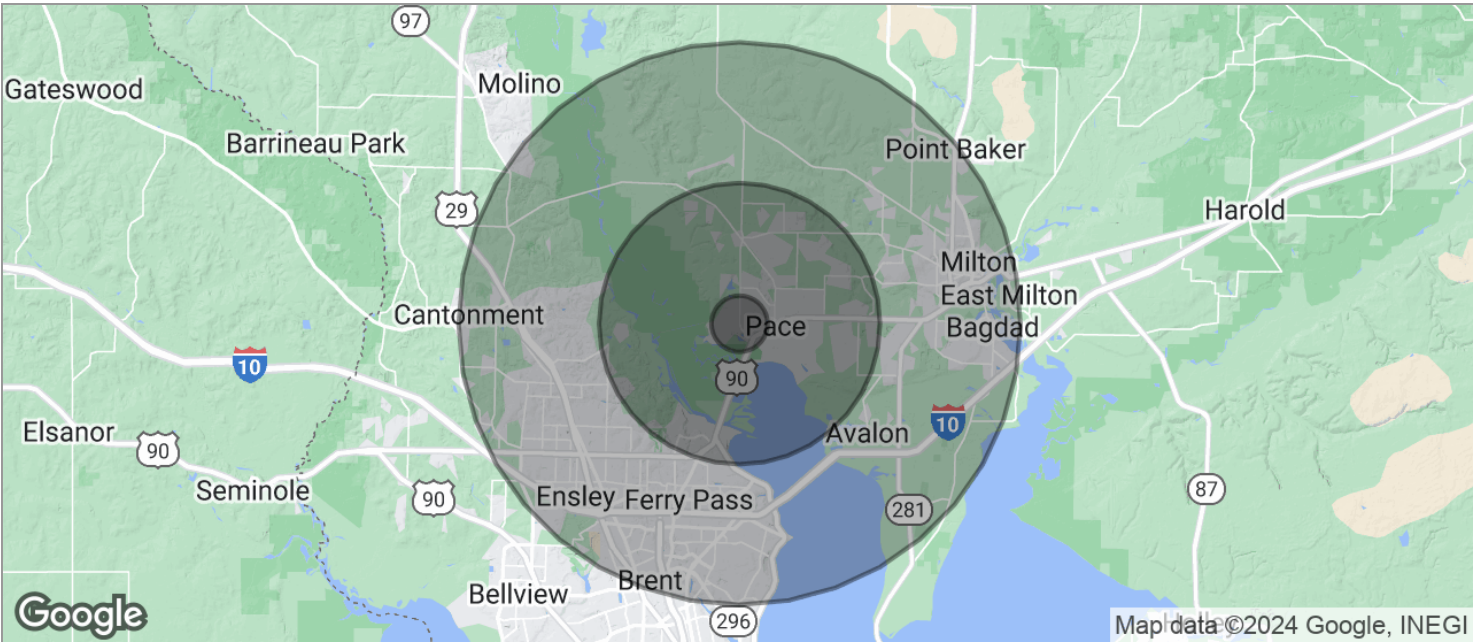 97
Molino
Gateswood
Barrineau Park
Point Baker
29
Harold
Milton
East Milton
Cantonment
Pace
Bagdad
10
90
10
Avalon
Elsanor
90
Seminole
90
Ensley
Ferry Pass
87
281
Brent
Bellview
296
Google
Map data ©2024 Google, INEGI